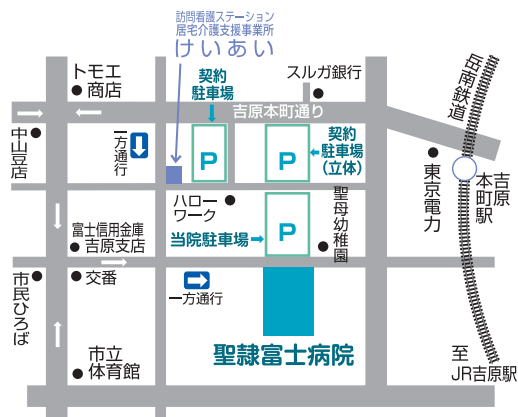 訪問看護ステーション
居宅介護支援事業所
けいあい
トモエ
商店
契約
駐車場
スルガ銀行
岳南鉄道
吉原本町通り
中山豆店
一方通行
P
P
契約
駐車場
（立体）
東京電力
吉原
本町駅
ハロー
ワーク
聖母幼稚園
富士信用金庫
吉原支店
当院駐車場
P
市民ひろば
交番
一方通行
市立
体育館
聖隷富士病院
至
JR吉原駅